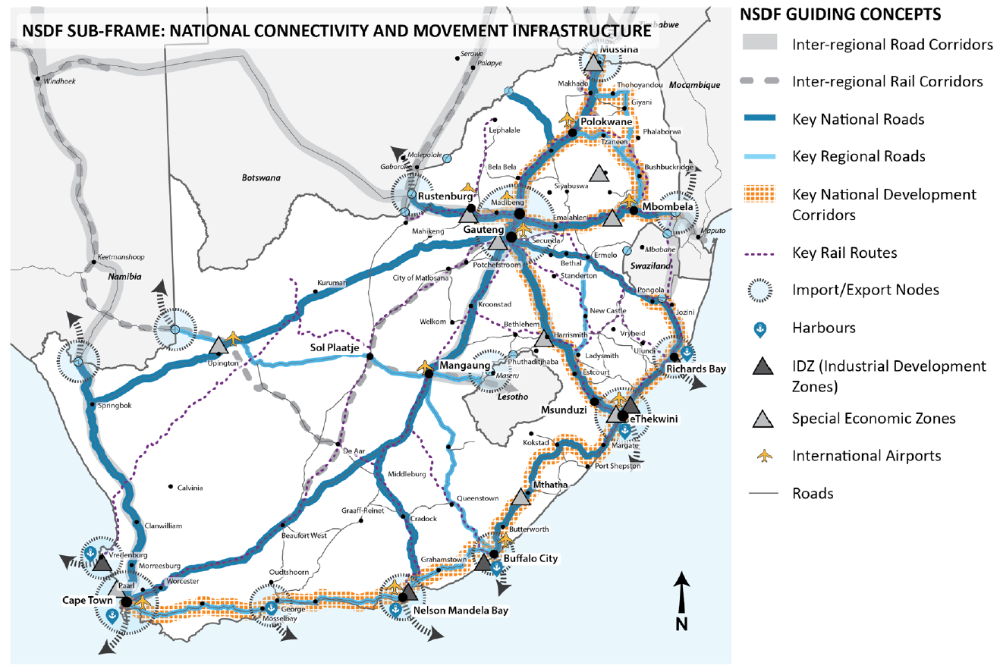 NSDF SUB-FRAME: NATIONAL CONNECTIVITY AND MOVEMENT INFRASTRUCTURE
NSDF GUIDING CONCEPTS
Inter-regional Road Corridors
Inter-regional Rail Corridors
Key National Roads
Key Regional Roads
Key National Development
Corridors
Key Rail Routes
Import/Export Nodes
Harbours
IDZ (Industrial Development
Zones)
Special Economic Zones
International Airports
Roads
Mussina
Serowe
Palapye
Windhoek
Makhado
Thohoyandou
Mocambique
Giyani
Polokwane
Lephalale
Tzaneen
Phalaborwa
Molepolole
Gaborone
Bela Bela
Bushbuckridge
Botswana
Siyabuswa
Rustenburg
Madibeng
Mbombela
Emalahleni
Mahikeng
Gauteng
Secunda
Maputo
Mbabane
Keetmanshoop
Ermelo
Bethal
Swaziland
Potchefstroom
Standerton
City of Matlosana
Namibia
Kuruman
Pongola
Kroonstad
Jozini
New Castle
Welkom
Bethlehem
Harrismith
Vryheid
Sol Plaatje
Ulundi
Ladysmith
Phuthaditjhaba
Upington
Mangaung
Maseru
Estcourt
Richards Bay
Lesotho
Springbok
Msunduzi
eThekwini
Kokstad
Margate
De Aar
Port Shepston
Middleburg
Mthatha
Calvinia
Queenstown
Graaff-Reinet
Cradock
Clanwilliam
Butterworth
Beaufort West
Vredenburg
Grahamstown
Buffalo City
Morreesburg
Oudtshoorn
Worcester
Paarl
Cape Town
George
Mosselbay
Nelson Mandela Bay
N